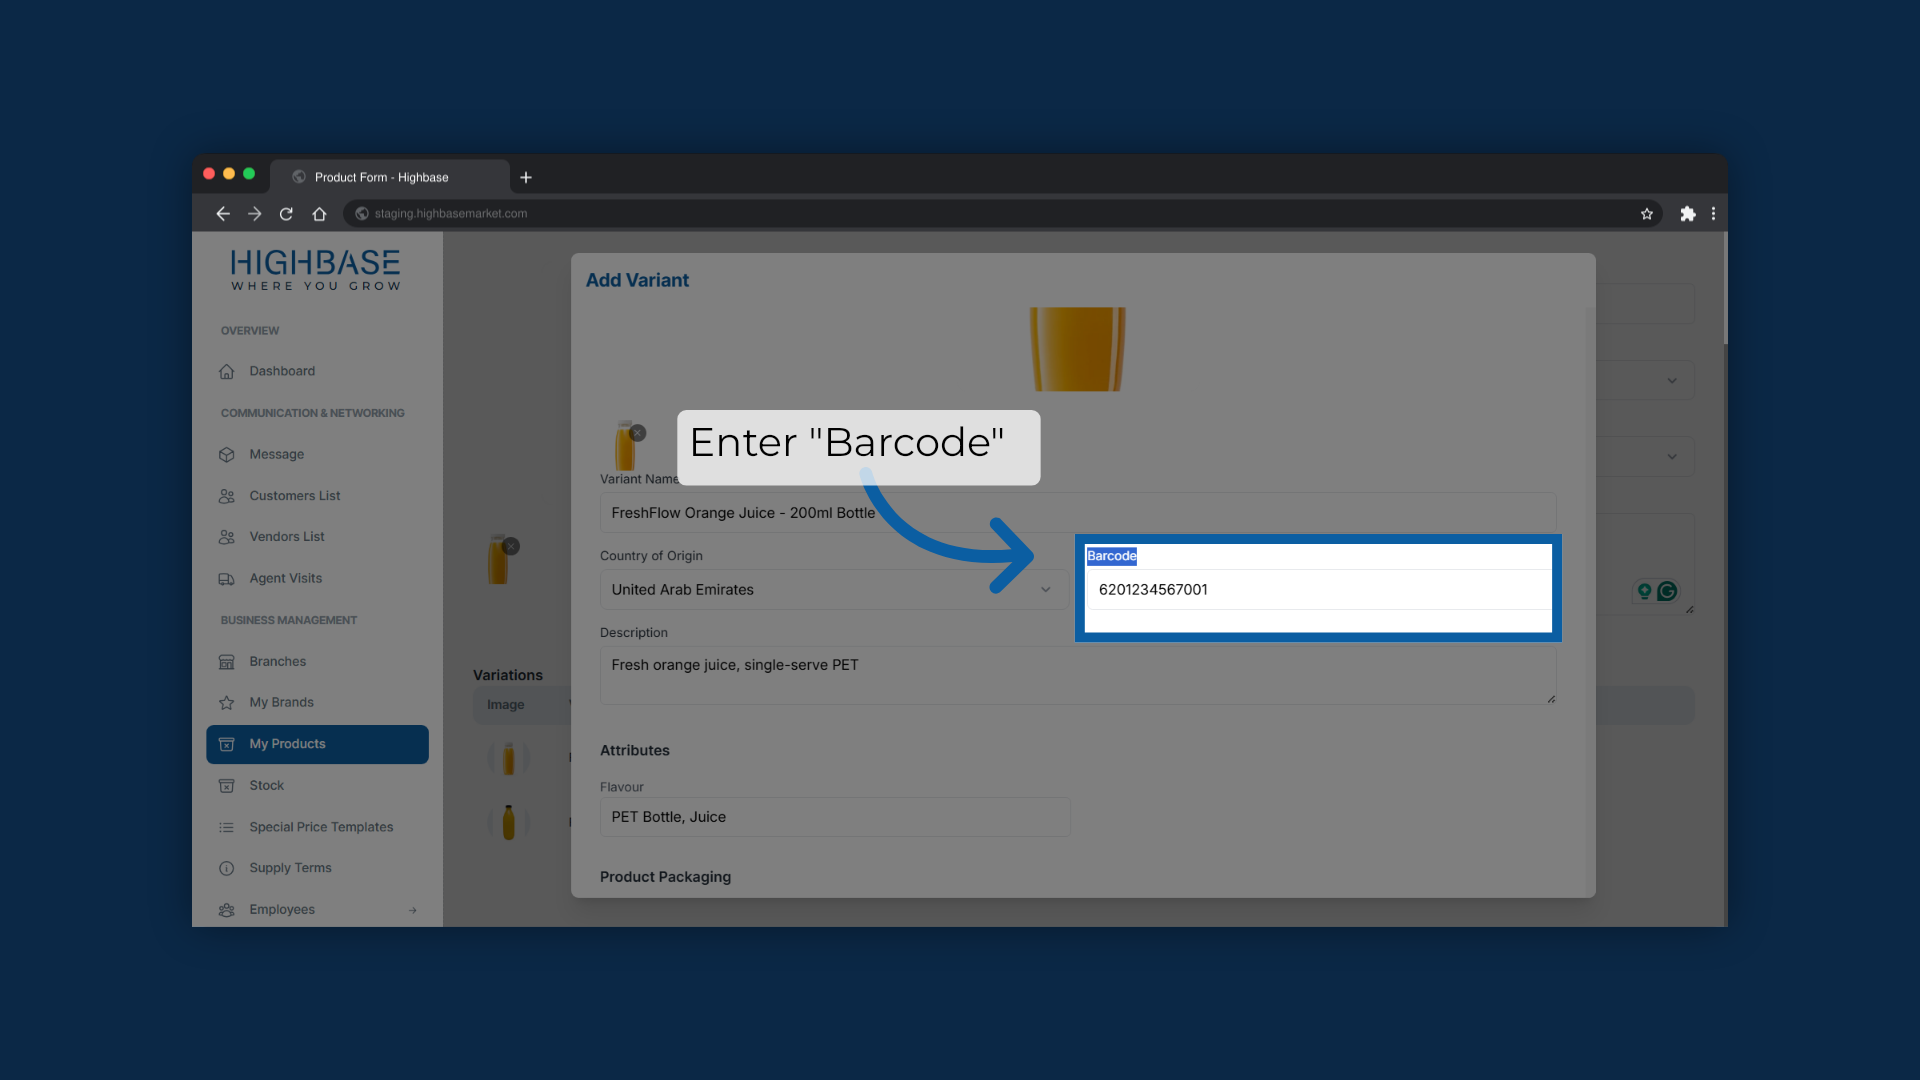 Product Form - Highbase
staging.highbasemarket.com
HIGHBASE
WHERE YOU GROW
OVERVIEW
Dashboard
COMMUNICATION & NETWORKING
Message
Customers List
Vendors List
Agent Visits
BUSINESS MANAGEMENT
Branches
My Brands
My Products
Stock
Special Price Templates
Supply Terms
Employees
Variations
Image
Add Variant
Enter "Barcode"
Variant Name
FreshFlow Orange Juice - 200ml Bottle
Country of Origin
United Arab Emirates
Barcode
6201234567001
Description
Fresh orange juice, single-serve PET
Attributes
Flavour
PET Bottle, Juice
Product Packaging